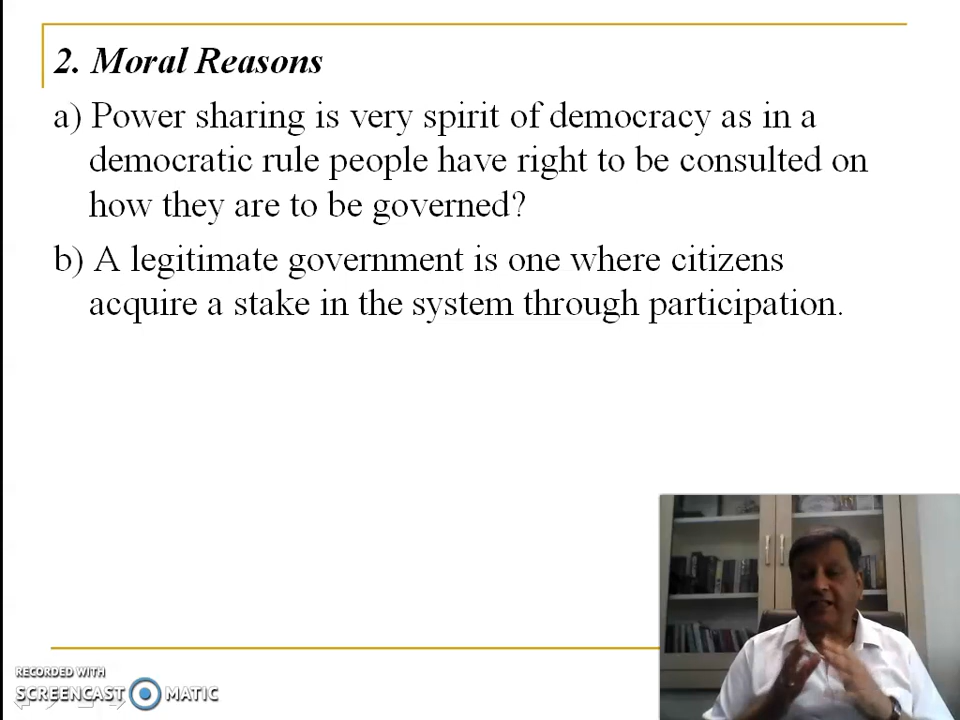 2. Moral Reasons
a) Power sharing is very spirit of democracy as in a
democratic rule people have right to be consulted on
how they are to be governed?
b) A legitimate government is one where citizens
acquire a stake in the system through participation.
RECORDED WITH
SCREENCAST MATIC